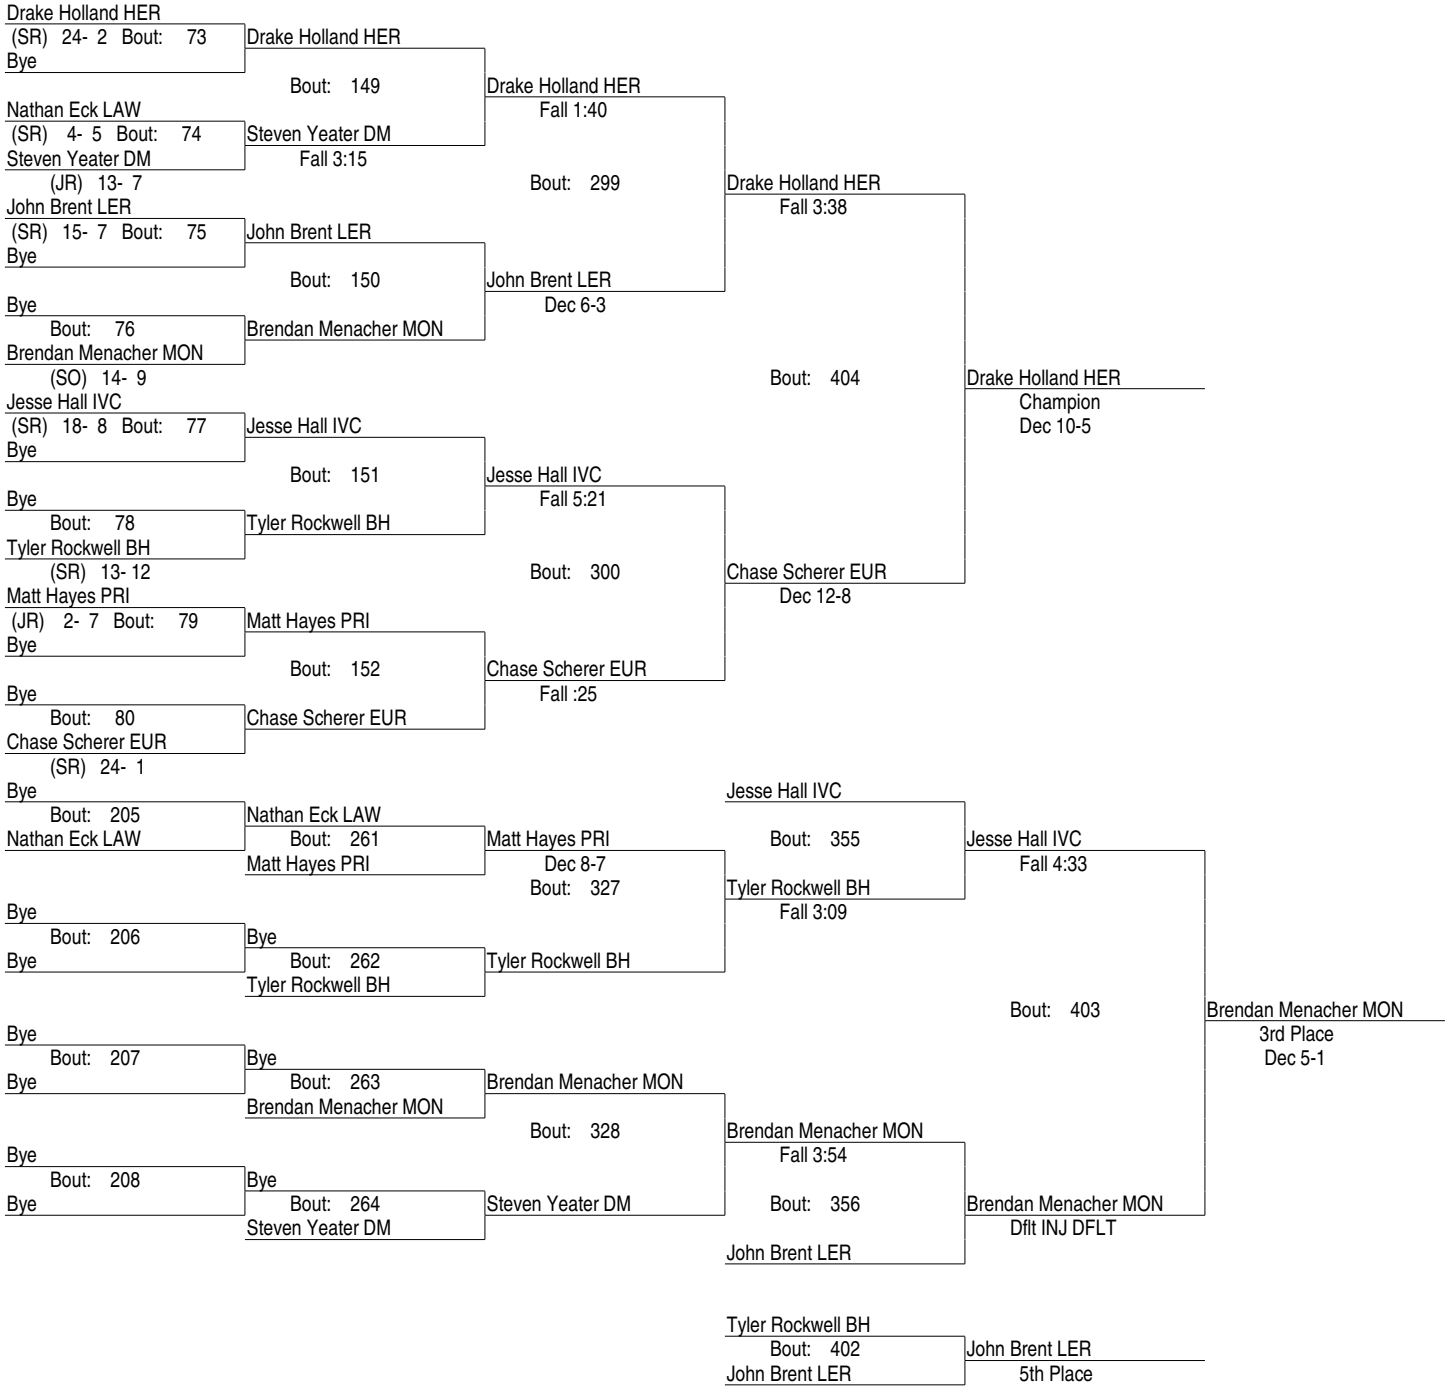 Drake Holland HER
(SR) 24- 2 Bout: 73 Drake Holland HER
Bye
Bout: 149 Drake Holland HER
Nathan Eck LAW Fall 1:40
(SR) 4- 5 Bout: 74 Steven Yeater DM
Steven Yeater DM Fall 3:15
(JR) 13- 7 Bout: 299 Drake Holland HER
John Brent LER Fall 3:38
(SR) 15- 7 Bout: 75 John Brent LER
Bye
Bout: 150 John Brent LER
Bye Dec 6-3
Bout: 76 Brendan Menacher MON
Brendan Menacher MON
(SO) 14- 9 Bout: 404 Drake Holland HER
Jesse Hall IVC Champion
(SR) 18- 8 Bout: 77 Jesse Hall IVC Dec 10-5
Bye
Bout: 151 Jesse Hall IVC
Bye Fall 5:21
Bout: 78 Tyler Rockwell BH
Tyler Rockwell BH
(SR) 13- 12 Bout: 300 Chase Scherer EUR
Matt Hayes PRI Dec 12-8
(JR) 2- 7 Bout: 79 Matt Hayes PRI
Bye
Bout: 152 Chase Scherer EUR
Bye Fall :25
Bout: 80 Chase Scherer EUR
Chase Scherer EUR
(SR) 24- 1
Bye Jesse Hall IVC
Bout: 205 Nathan Eck LAW
Nathan Eck LAW Bout: 261 Matt Hayes PRI Bout: 355 Jesse Hall IVC
Matt Hayes PRI Dec 8-7 Fall 4:33
Bout: 327 Tyler Rockwell BH
Bye Fall 3:09
Bout: 206 Bye
Bye Bout: 262 Tyler Rockwell BH
Tyler Rockwell BH
Bout: 403 Brendan Menacher MON
Bye 3rd Place
Bout: 207 Bye Dec 5-1
Bye Bout: 263 Brendan Menacher MON
Brendan Menacher MON
Bout: 328 Brendan Menacher MON
Bye Fall 3:54
Bout: 208 Bye
Bye Bout: 264 Steven Yeater DM Bout: 356 Brendan Menacher MON
Steven Yeater DM Dflt INJ DFLT
John Brent LER
Tyler Rockwell BH
Bout: 402 John Brent LER
John Brent LER 5th Place